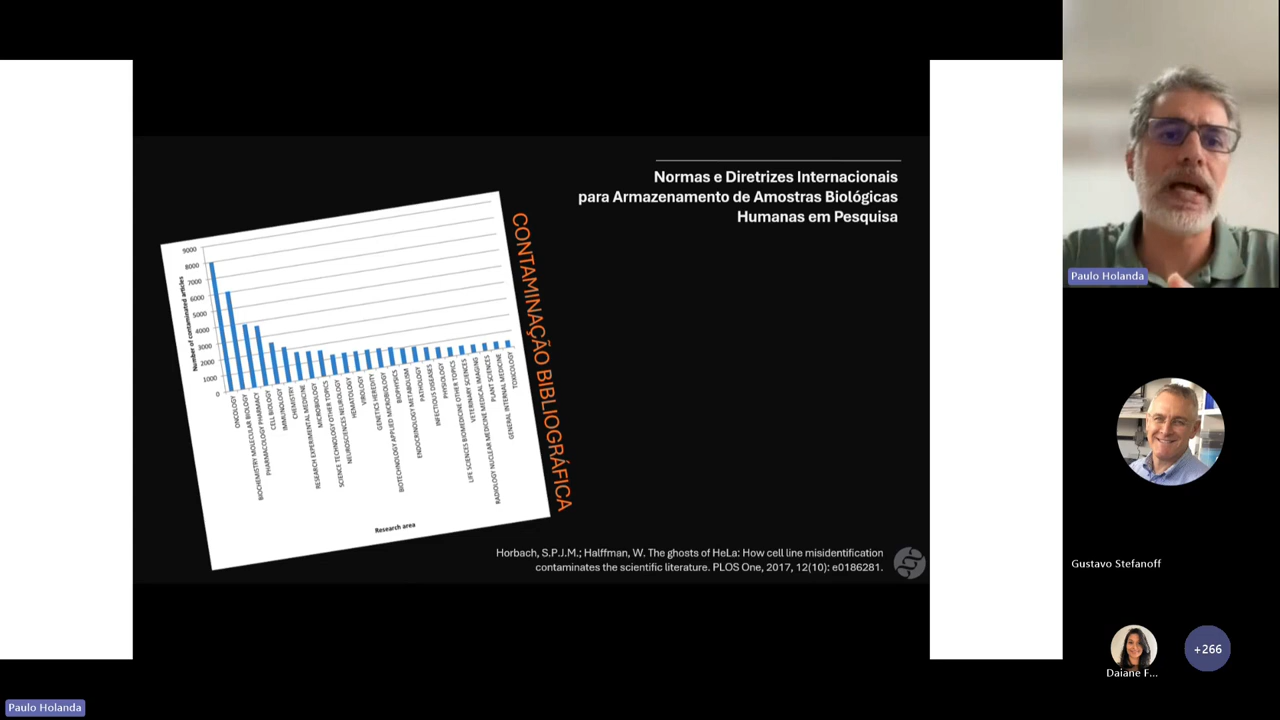 Normas e Diretrizes Internacionais
para Armazenamento de Amostras Biológicas
Humanas em Pesquisa
CONTAMINAÇÃO BIBLIOGRÁFICA
Number of contaminated articles
9000
8000
7000
6000
5000
4000
3000
2000
1000
0
ONCOLOGY
BIOCHEMISTRY MOLECULAR BIOLOGY
PHARMACOLOGY PHARMACY
CELL BIOLOGY
IMMUNOLOGY
CHEMISTRY
RESEARCH EXPERIMENTAL MEDICINE
MICROBIOLOGY
SCIENCE TECHNOLOGY OTHER TOPICS
NEUROSCIENCES NEUROLOGY
HEMATOLOGY
VIROLOGY
GENETICS HEREDITY
BIOTECHNOLOGY APPLIED MICROBIOLOGY
BIOPHYSICS
ENDOCRINOLOGY METABOLISM
PATHOLOGY
INFECTIOUS DISEASES
PHYSIOLOGY
LIFE SCIENCES BIOMEDICINE OTHER TOPICS
VETERINARY SCIENCES
RADIOLOGY NUCLEAR MEDICINE MEDICAL IMAGING
PLANT SCIENCES
GENERAL INTERNAL MEDICINE
TOXICOLOGY
Research area
Horbach, S.P.J.M.; Halffman, W. The ghosts of HeLa: How cell line misidentification
contaminates the scientific literature. PLOS One, 2017, 12(10): e0186281.
Paulo Holanda
Gustavo Stefanoff
Daiane F...
+266
Paulo Holanda